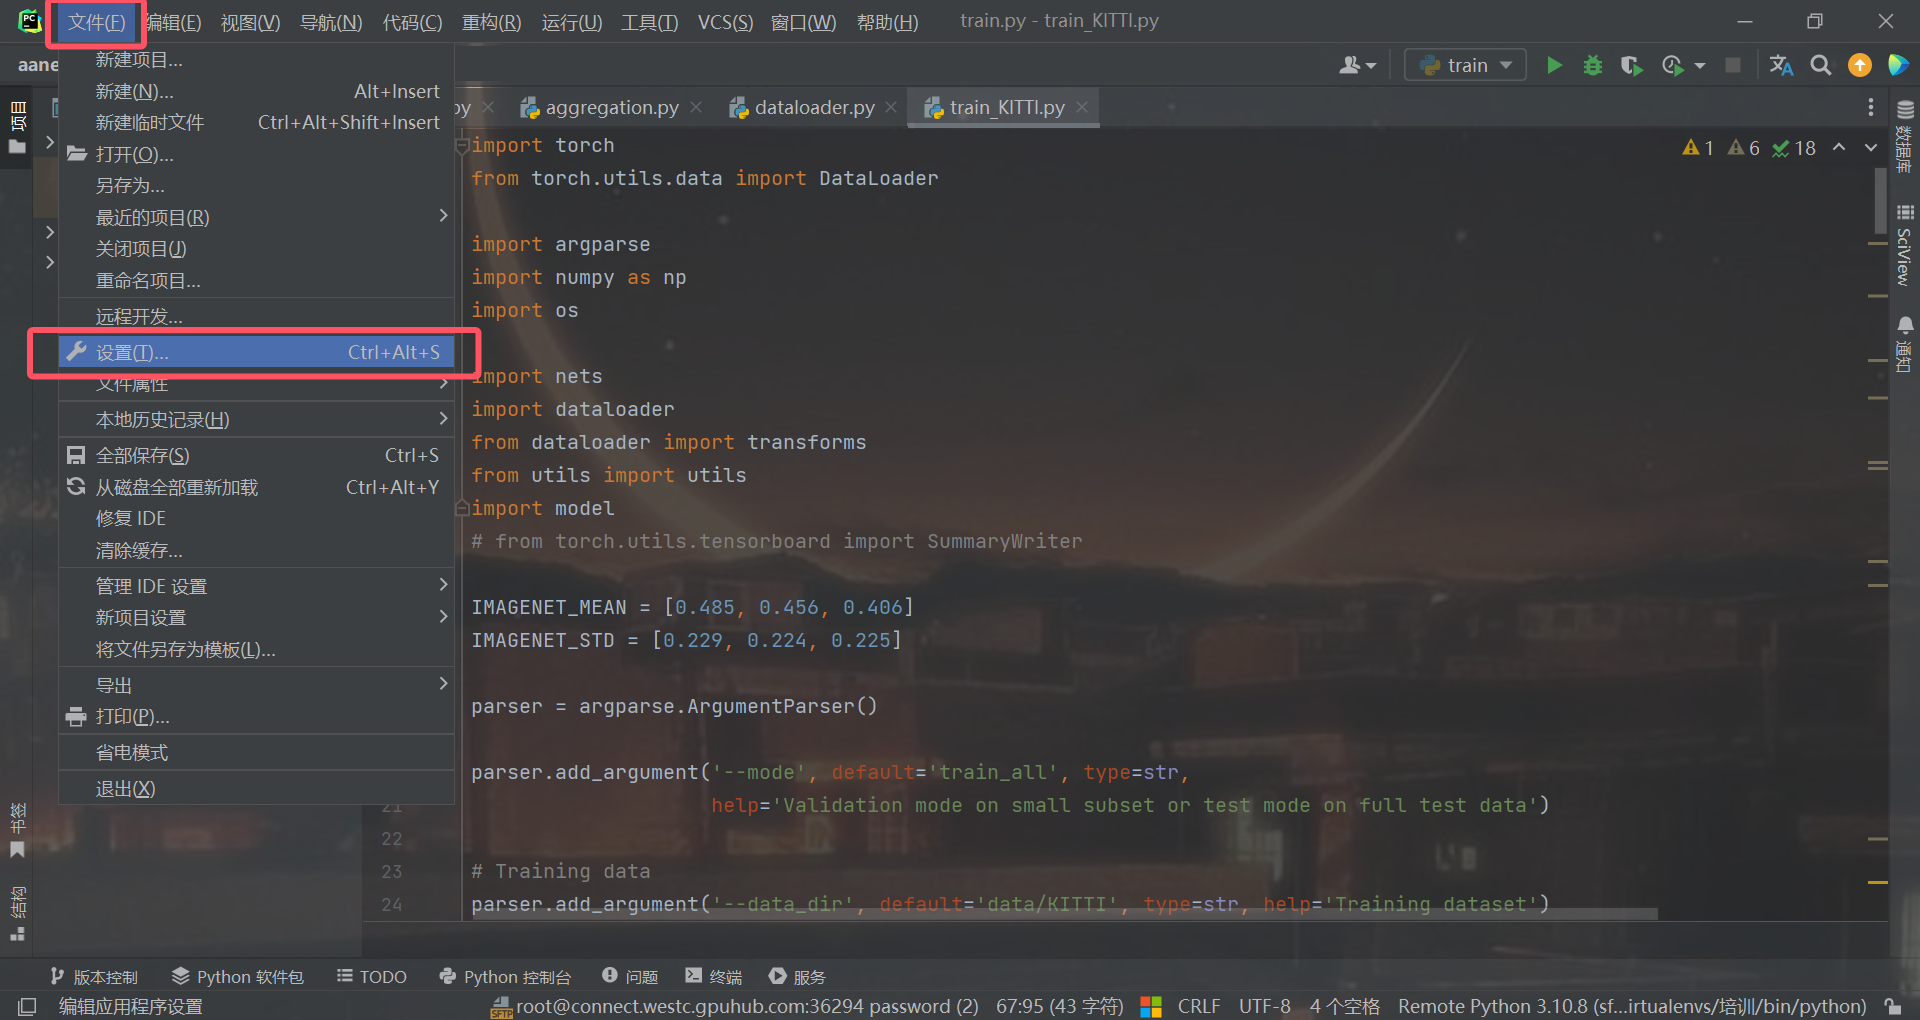 文件(F) 编辑(E) 视图(V) 导航(N) 代码(C) 重构(R) 运行(U) 工具(T) VCS(S) 窗口(W) 帮助(H) train.py - train_KITTI.py
aane
train
新建项目...
新建(N)... Alt+Insert
新建临时文件 Ctrl+Alt+Shift+Insert
打开(O)...
另存为...
最近的项目(R)
关闭项目(J)
重命名项目...
远程开发...
设置(T)... Ctrl+Alt+S
文件属性
本地历史记录(H)
全部保存(S) Ctrl+S
从磁盘全部重新加载 Ctrl+Alt+Y
修复 IDE
清除缓存...
管理 IDE 设置
新项目设置
将文件另存为模板(L)...
导出
打印(P)...
省电模式
退出(X)
项目
书签
结构
py aggregation.py dataloader.py train_KITTI.py
1 6 18
import torch
from torch.utils.data import DataLoader
import argparse
import numpy as np
import os
import nets
import dataloader
from dataloader import transforms
from utils import utils
import model
# from torch.utils.tensorboard import SummaryWriter
IMAGENET_MEAN = [0.485, 0.456, 0.406]
IMAGENET_STD = [0.229, 0.224, 0.225]
parser = argparse.ArgumentParser()
parser.add_argument('--mode', default='train_all', type=str,
21 help='Validation mode on small subset or test mode on full test data')
22
23 # Training data
24 parser.add_argument('--data_dir', default='data/KITTI', type=str, help='Training dataset')
数据库
SciView
通知
版本控制 Python 软件包 TODO Python 控制台 问题 终端 服务
编辑应用程序设置 SFTP root@connect.westc.gpuhub.com:36294 password (2) 67:95 (43 字符) CRLF UTF-8 4 个空格 Remote Python 3.10.8 (sf...irtualenvs/培训/bin/python)